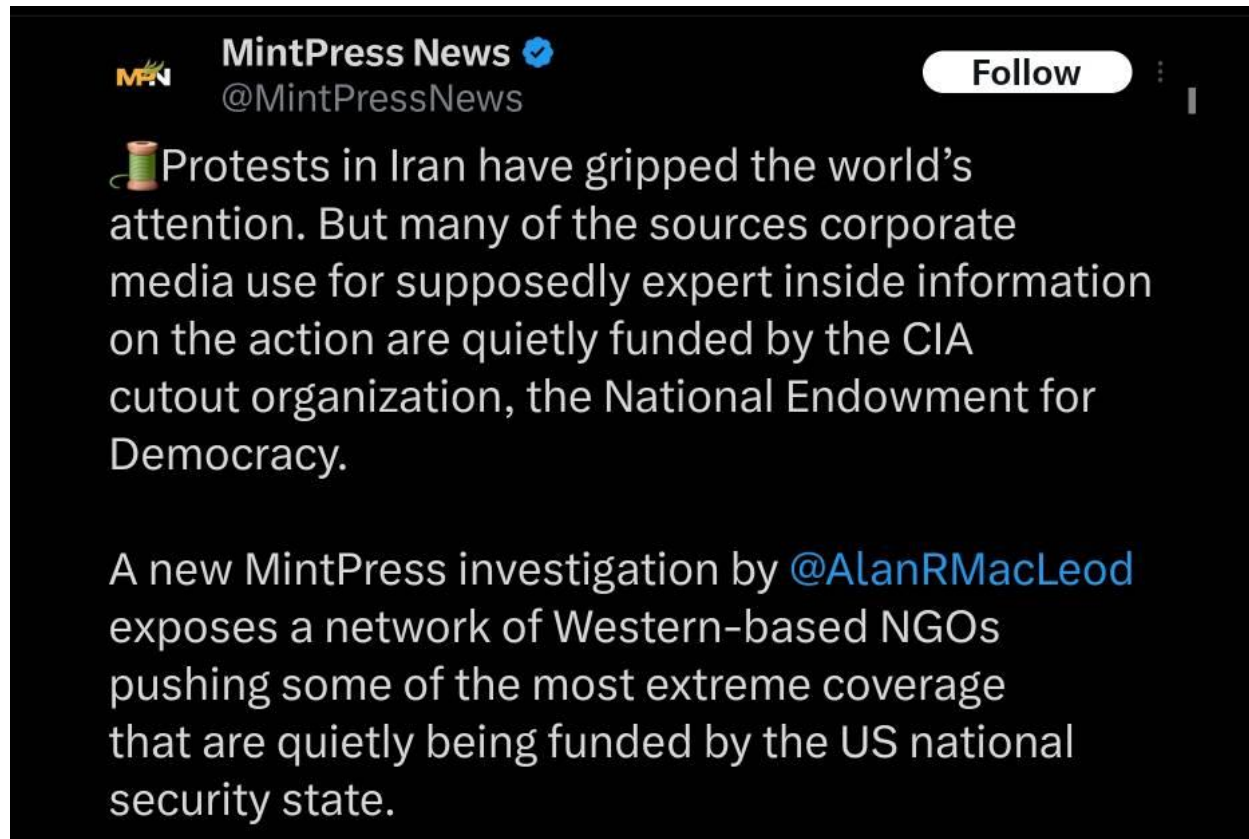 MPN
MintPress News
Follow
@MintPressNews
🧵Protests in Iran have gripped the world’s
attention. But many of the sources corporate
media use for supposedly expert inside information
on the action are quietly funded by the CIA
cutout organization, the National Endowment for
Democracy.
A new MintPress investigation by @AlanRMacLeod
exposes a network of Western-based NGOs
pushing some of the most extreme coverage
that are quietly being funded by the US national
security state.